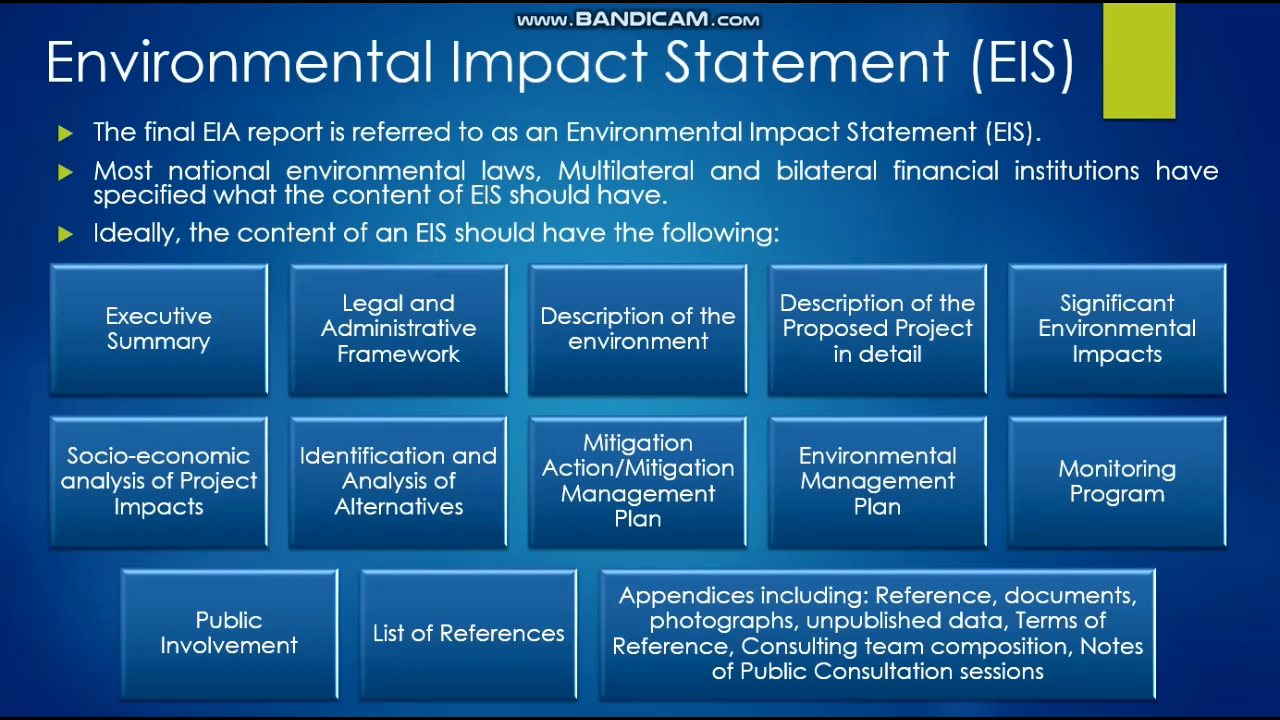 www.BANDICAM.com
Environmental Impact Statement (EIS)
The final EIA report is referred to as an Environmental Impact Statement (EIS).
Most national environmental laws, Multilateral and bilateral financial institutions have
specified what the content of EIS should have.
Ideally, the content of an EIS should have the following:
Executive
Summary
Legal and
Administrative
Framework
Description of the
environment
Description of the
Proposed Project
in detail
Significant
Environmental
Impacts
Socio-economic
analysis of Project
Impacts
Identification and
Analysis of
Alternatives
Mitigation
Action/Mitigation
Management
Plan
Environmental
Management
Plan
Monitoring
Program
Public
Involvement
List of References
Appendices including: Reference, documents,
photographs, unpublished data, Terms of
Reference, Consulting team composition, Notes
of Public Consultation sessions